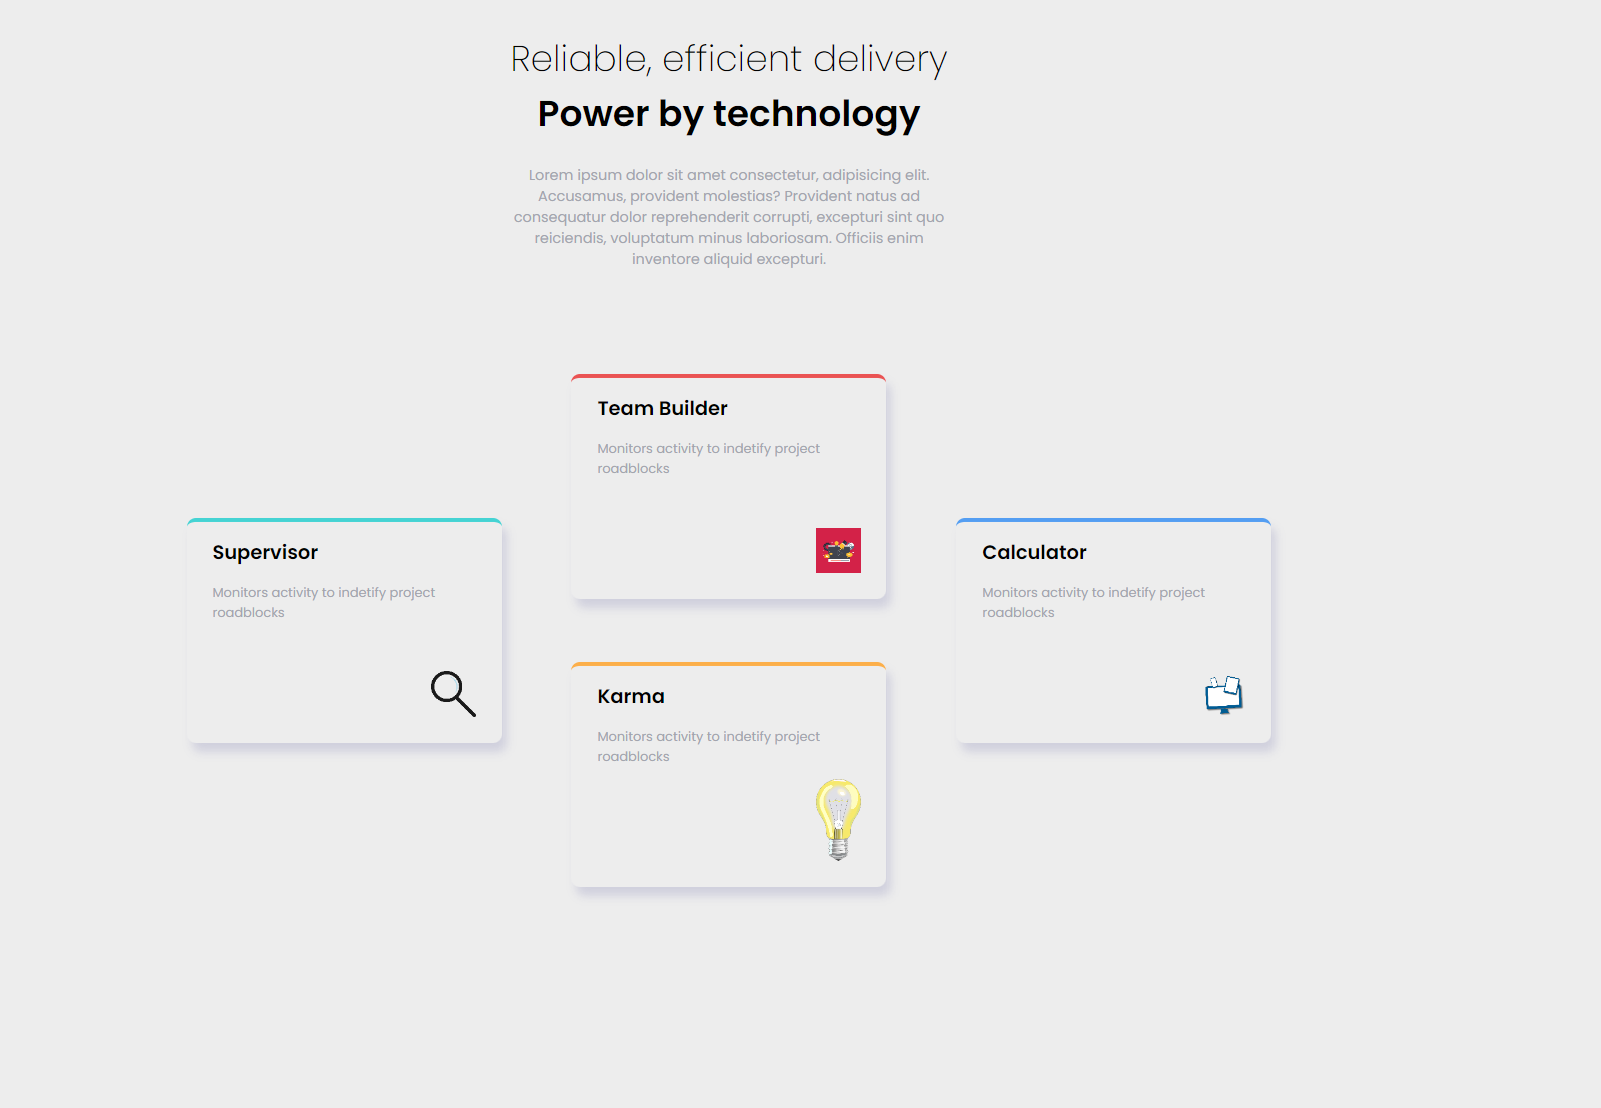 Reliable, efficient delivery
Power by technology
Lorem ipsum dolor sit amet consectetur, adipisicing elit.
Accusamus, provident molestias? Provident natus ad
consequatur dolor reprehenderit corrupti, excepturi sint quo
reiciendis, voluptatum minus laboriosam. Officiis enim
inventore aliquid excepturi.
Team Builder
Monitors activity to indetify project
roadblocks
Supervisor
Monitors activity to indetify project
roadblocks
Calculator
Monitors activity to indetify project
roadblocks
Karma
Monitors activity to indetify project
roadblocks